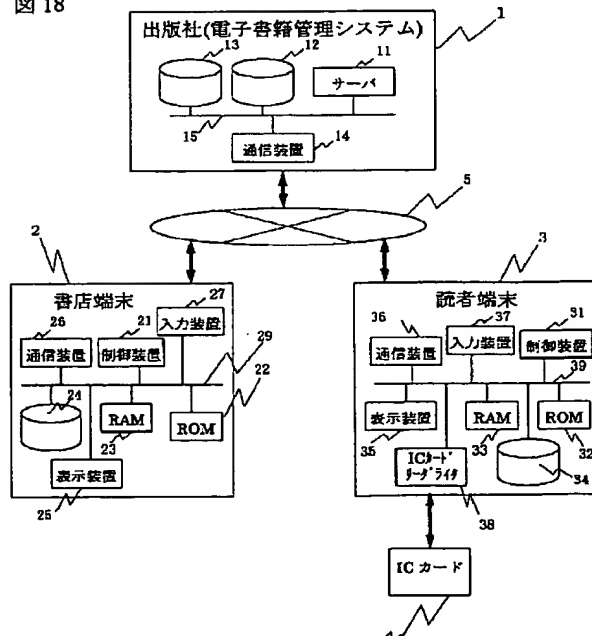 図 18
出版社(電子書籍管理システム)
1
13
12
11
サーバ
15
通信装置
14
5
2
書店端末
27
入力装置
26
通信装置
21
制御装置
29
24
RAM
23
ROM
22
表示装置
25
3
読者端末
36
通信装置
37
入力装置
31
制御装置
39
表示装置
35
RAM
33
ROM
32
ICカード
リーダライタ
38
34
IC カード
4